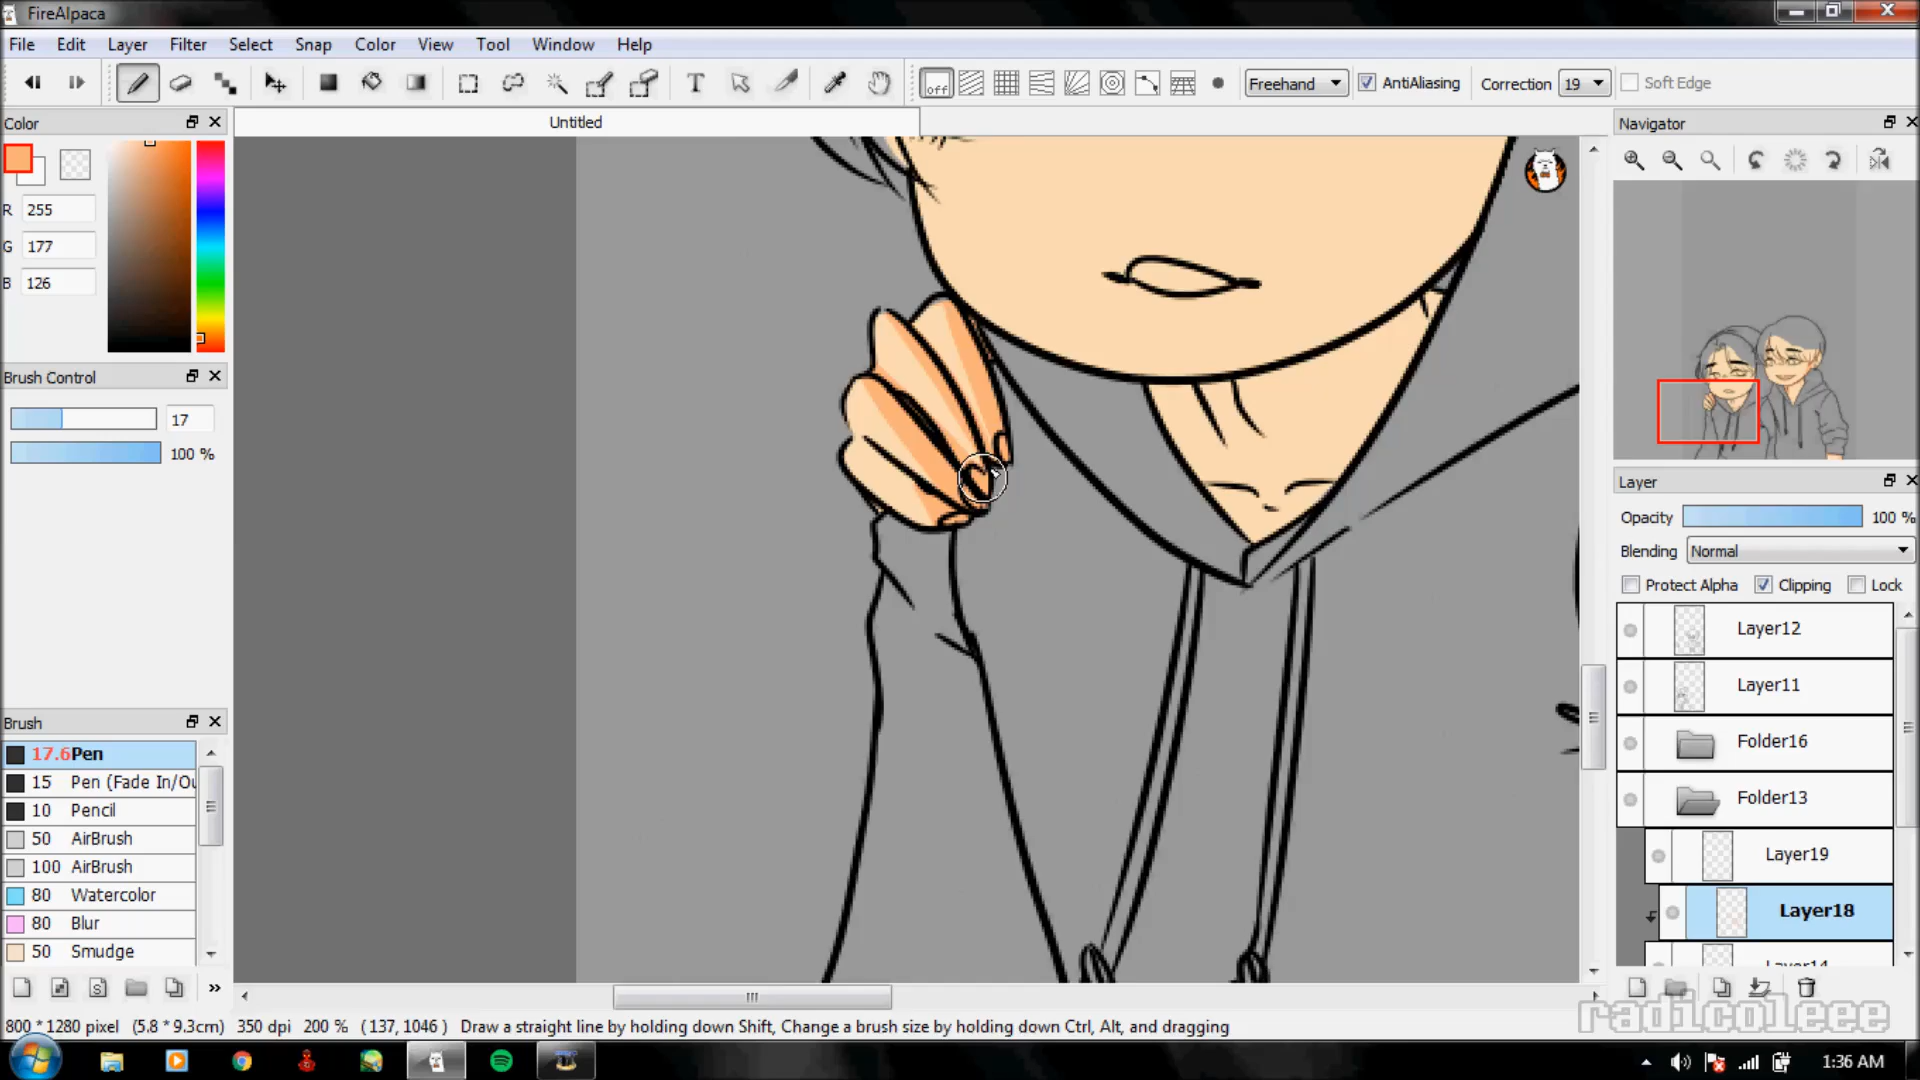 FireAlpaca
File Edit Layer Filter Select Snap Color View Tool Window Help
T off Freehand AntiAliasing Correction 19 Soft Edge
Color
Untitled
Navigator
R 255
G 177
B 126
Brush Control
17
100 %
Layer
Opacity 100 %
Blending Normal
Protect Alpha Clipping Lock
Layer12
Layer11
Folder16
Folder13
Layer19
Layer18
Layer14
Brush
17.6 Pen
15 Pen (Fade In/Ou
10 Pencil
50 AirBrush
100 AirBrush
80 Watercolor
80 Blur
50 Smudge
800 * 1280 pixel (5.8 * 9.3cm) 350 dpi 200 % (137, 1046) Draw a straight line by holding down Shift, Change a brush size by holding down Ctrl, Alt, and dragging
radicoleeee
1:36 AM